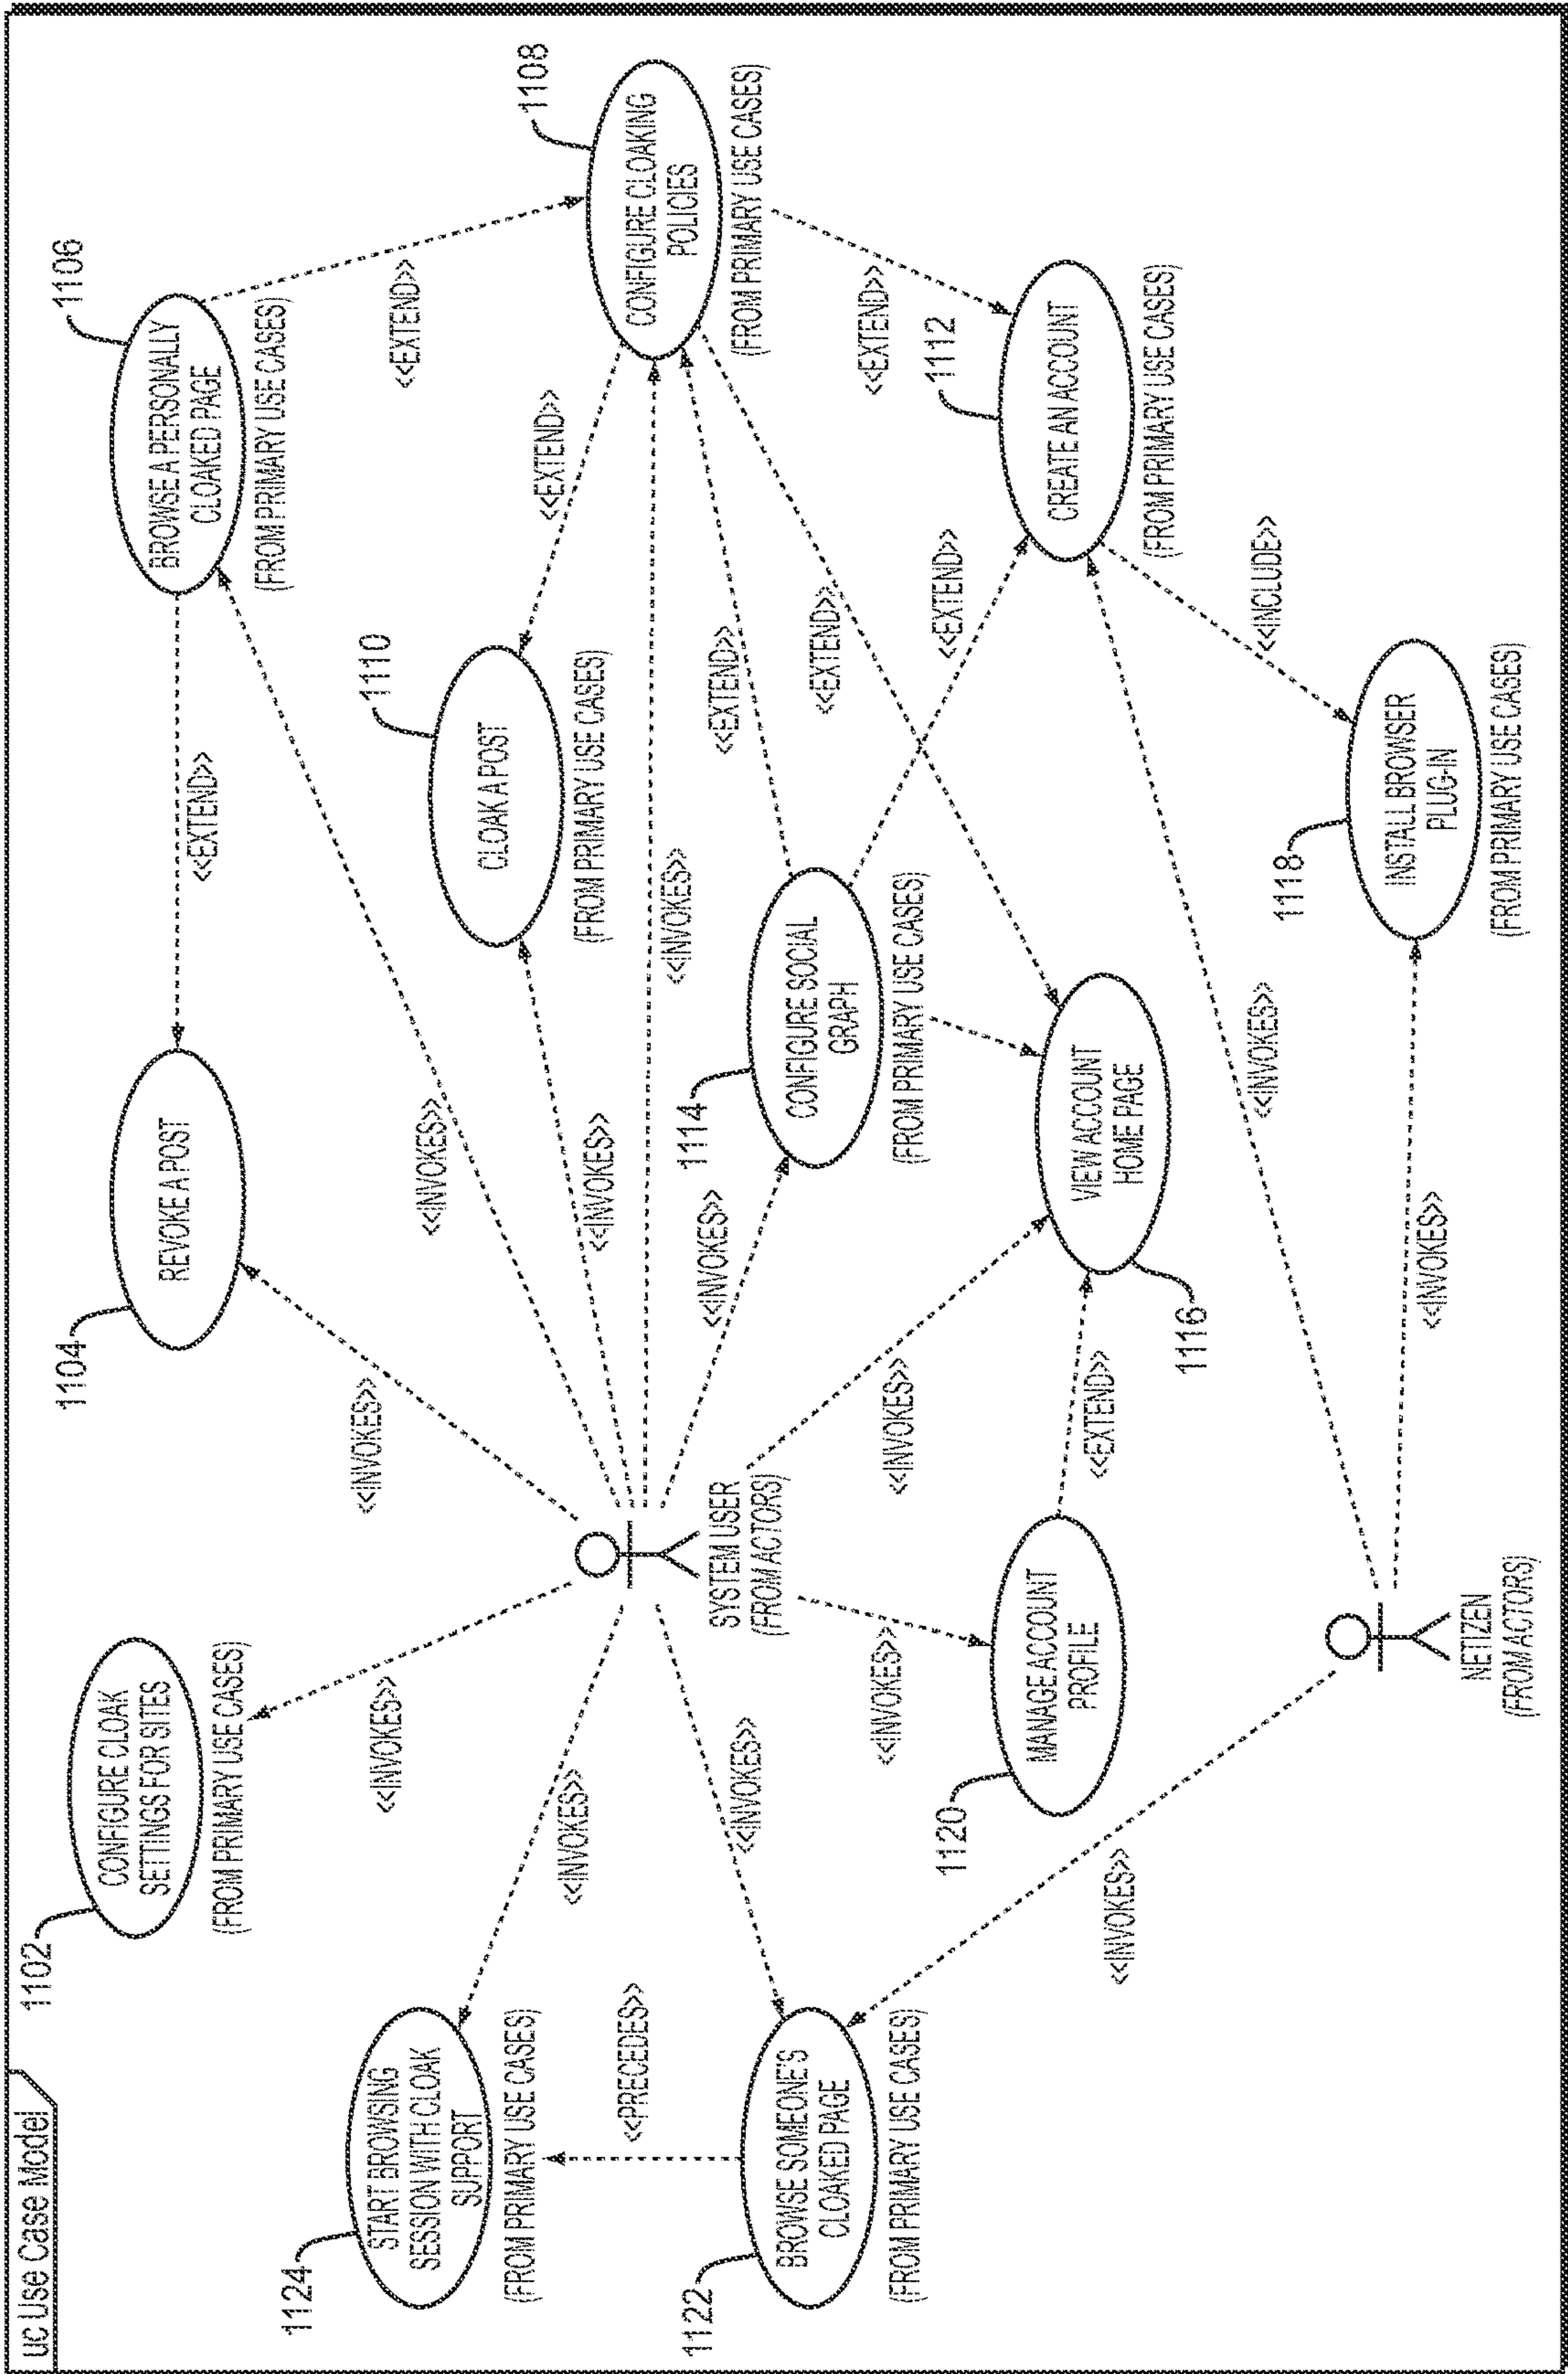 uc Use Case Model
1102
CONFIGURE CLOAK
SETTINGS FOR SITES
(FROM PRIMARY USE CASES)
1104
REVOKE A POST
1106
BROWSE A PERSONALLY
CLOAKED PAGE
(FROM PRIMARY USE CASES)
<<EXTEND>>
<<EXTEND>>
<<INVOKES>>
<<INVOKES>>
<<INVOKES>>
1124
START BROWSING
SESSION WITH CLOAK
SUPPORT
(FROM PRIMARY USE CASES)
<<INVOKES>>
<<INVOKES>>
1110
CLOAK A POST
(FROM PRIMARY USE CASES)
<<EXTEND>>
1108
CONFIGURE CLOAKING
POLICIES
(FROM PRIMARY USE CASES)
<<PRECEDES>>
<<INVOKES>>
<<INVOKES>>
SYSTEM USER
(FROM ACTORS)
<<INVOKES>>
1114
CONFIGURE SOCIAL
GRAPH
(FROM PRIMARY USE CASES)
<<EXTEND>>
<<EXTEND>>
<<EXTEND>>
<<EXTEND>>
1122
BROWSE SOMEONE'S
CLOAKED PAGE
(FROM PRIMARY USE CASES)
<<INVOKES>>
<<INVOKES>>
1120
MANAGE ACCOUNT
PROFILE
<<EXTEND>>
1116
VIEW ACCOUNT
HOME PAGE
1112
CREATE AN ACCOUNT
(FROM PRIMARY USE CASES)
<<INVOKES>>
<<INVOKES>>
<<INCLUDE>>
1118
INSTALL BROWSER
PLUG-IN
(FROM PRIMARY USE CASES)
<<INVOKES>>
NETIZEN
(FROM ACTORS)